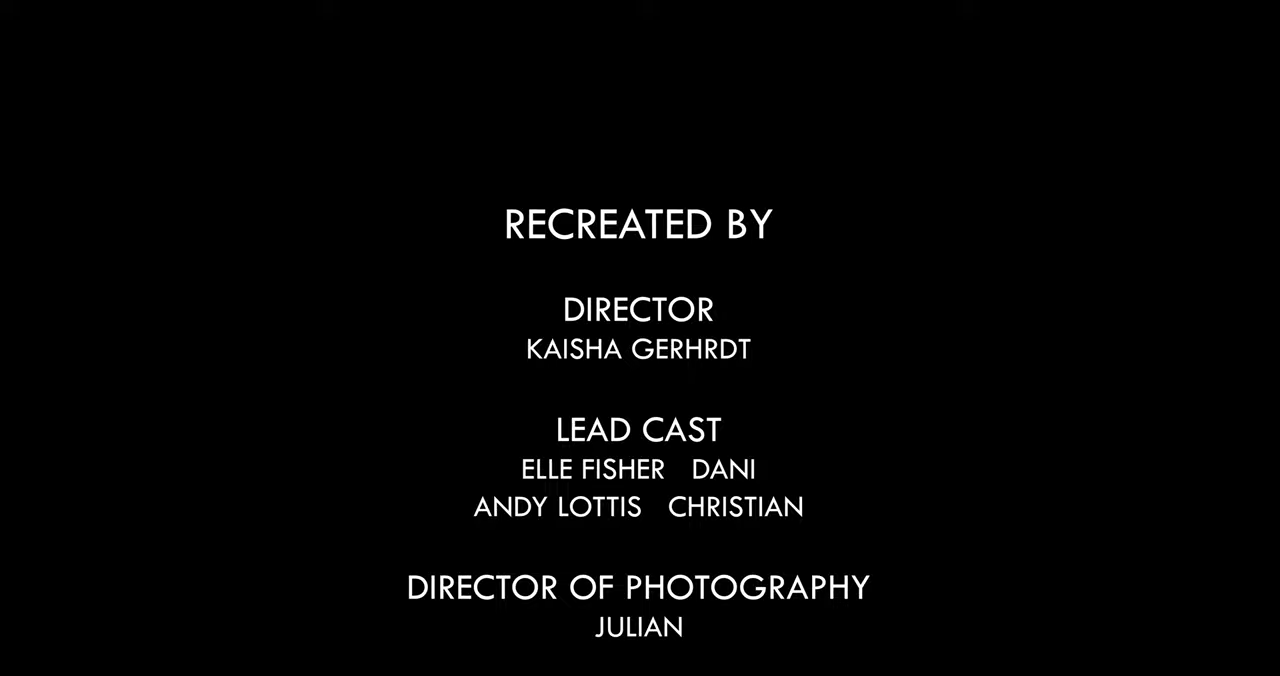 RECREATED BY
DIRECTOR
KAISHA GERHRDT
LEAD CAST
ELLE FISHER DANI
ANDY LOTTIS CHRISTIAN
DIRECTOR OF PHOTOGRAPHY
JULIAN